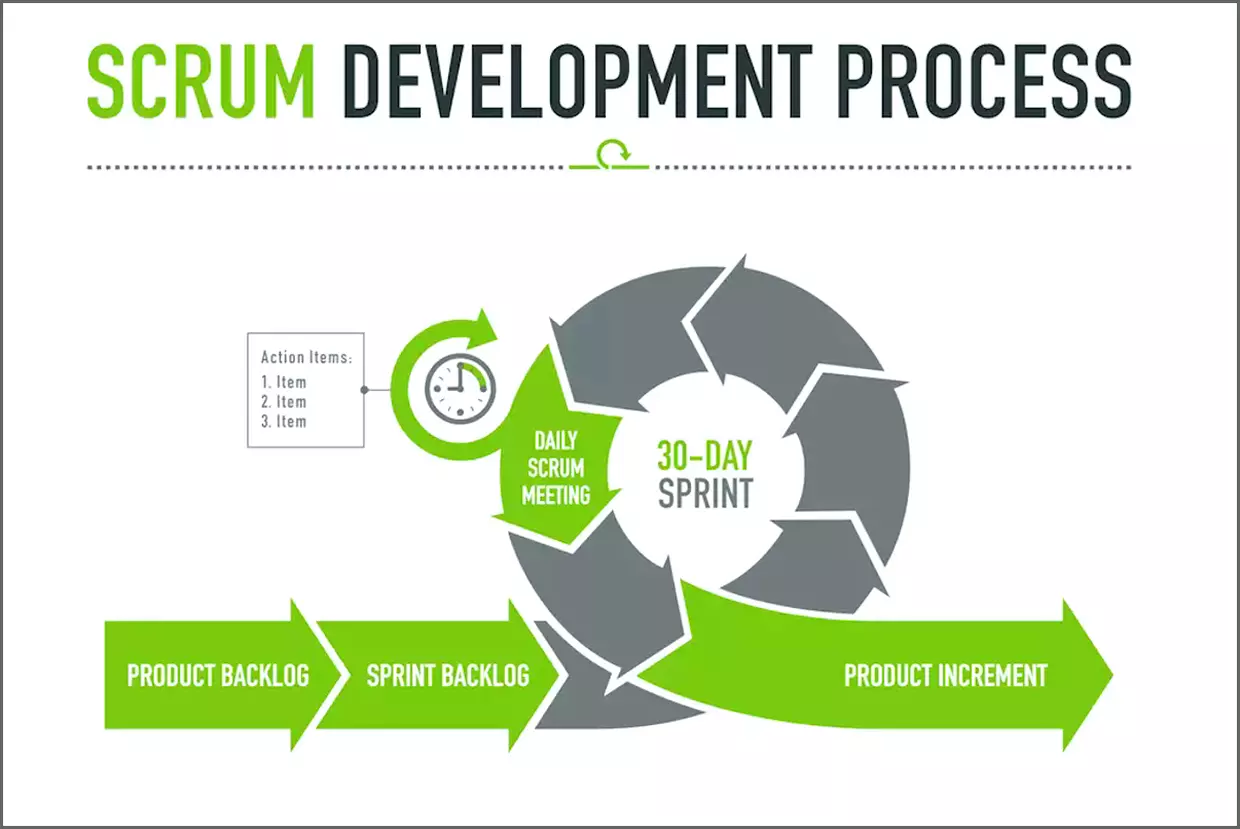 SCRUM DEVELOPMENT PROCESS
Action Items:
1. Item
2. Item
3. Item
DAILY
SCRUM
MEETING
30-DAY
SPRINT
PRODUCT BACKLOG
SPRINT BACKLOG
PRODUCT INCREMENT